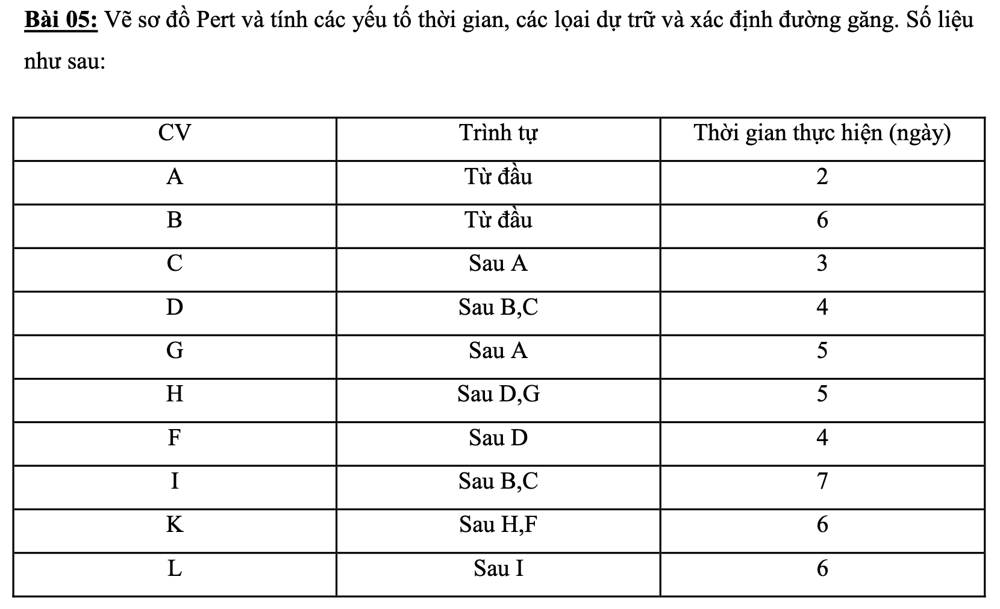 Bài 05: Vẽ sơ đồ Pert và tính các yếu tố thời gian, các lọai dự trữ và xác định đường găng. Số liệu
như sau:
CV Trình tự Thời gian thực hiện (ngày)
A Từ đầu 2
B Từ đầu 6
C Sau A 3
D Sau B,C 4
G Sau A 5
H Sau D,G 5
F Sau D 4
I Sau B,C 7
K Sau H,F 6
L Sau I 6